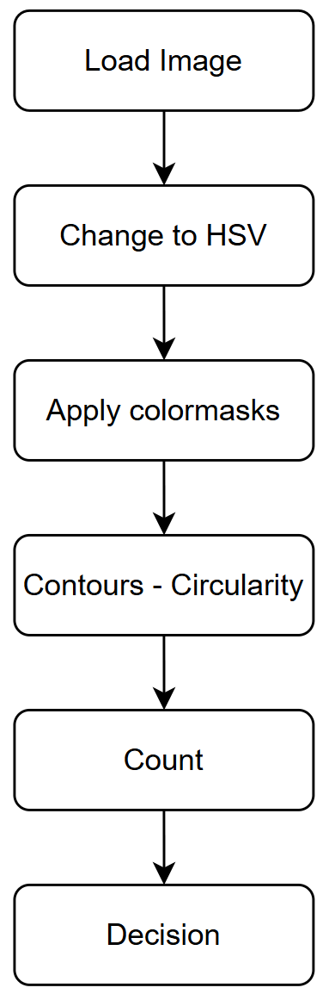 Load Image
Change to HSV
Apply colormasks
Contours - Circularity
Count
Decision